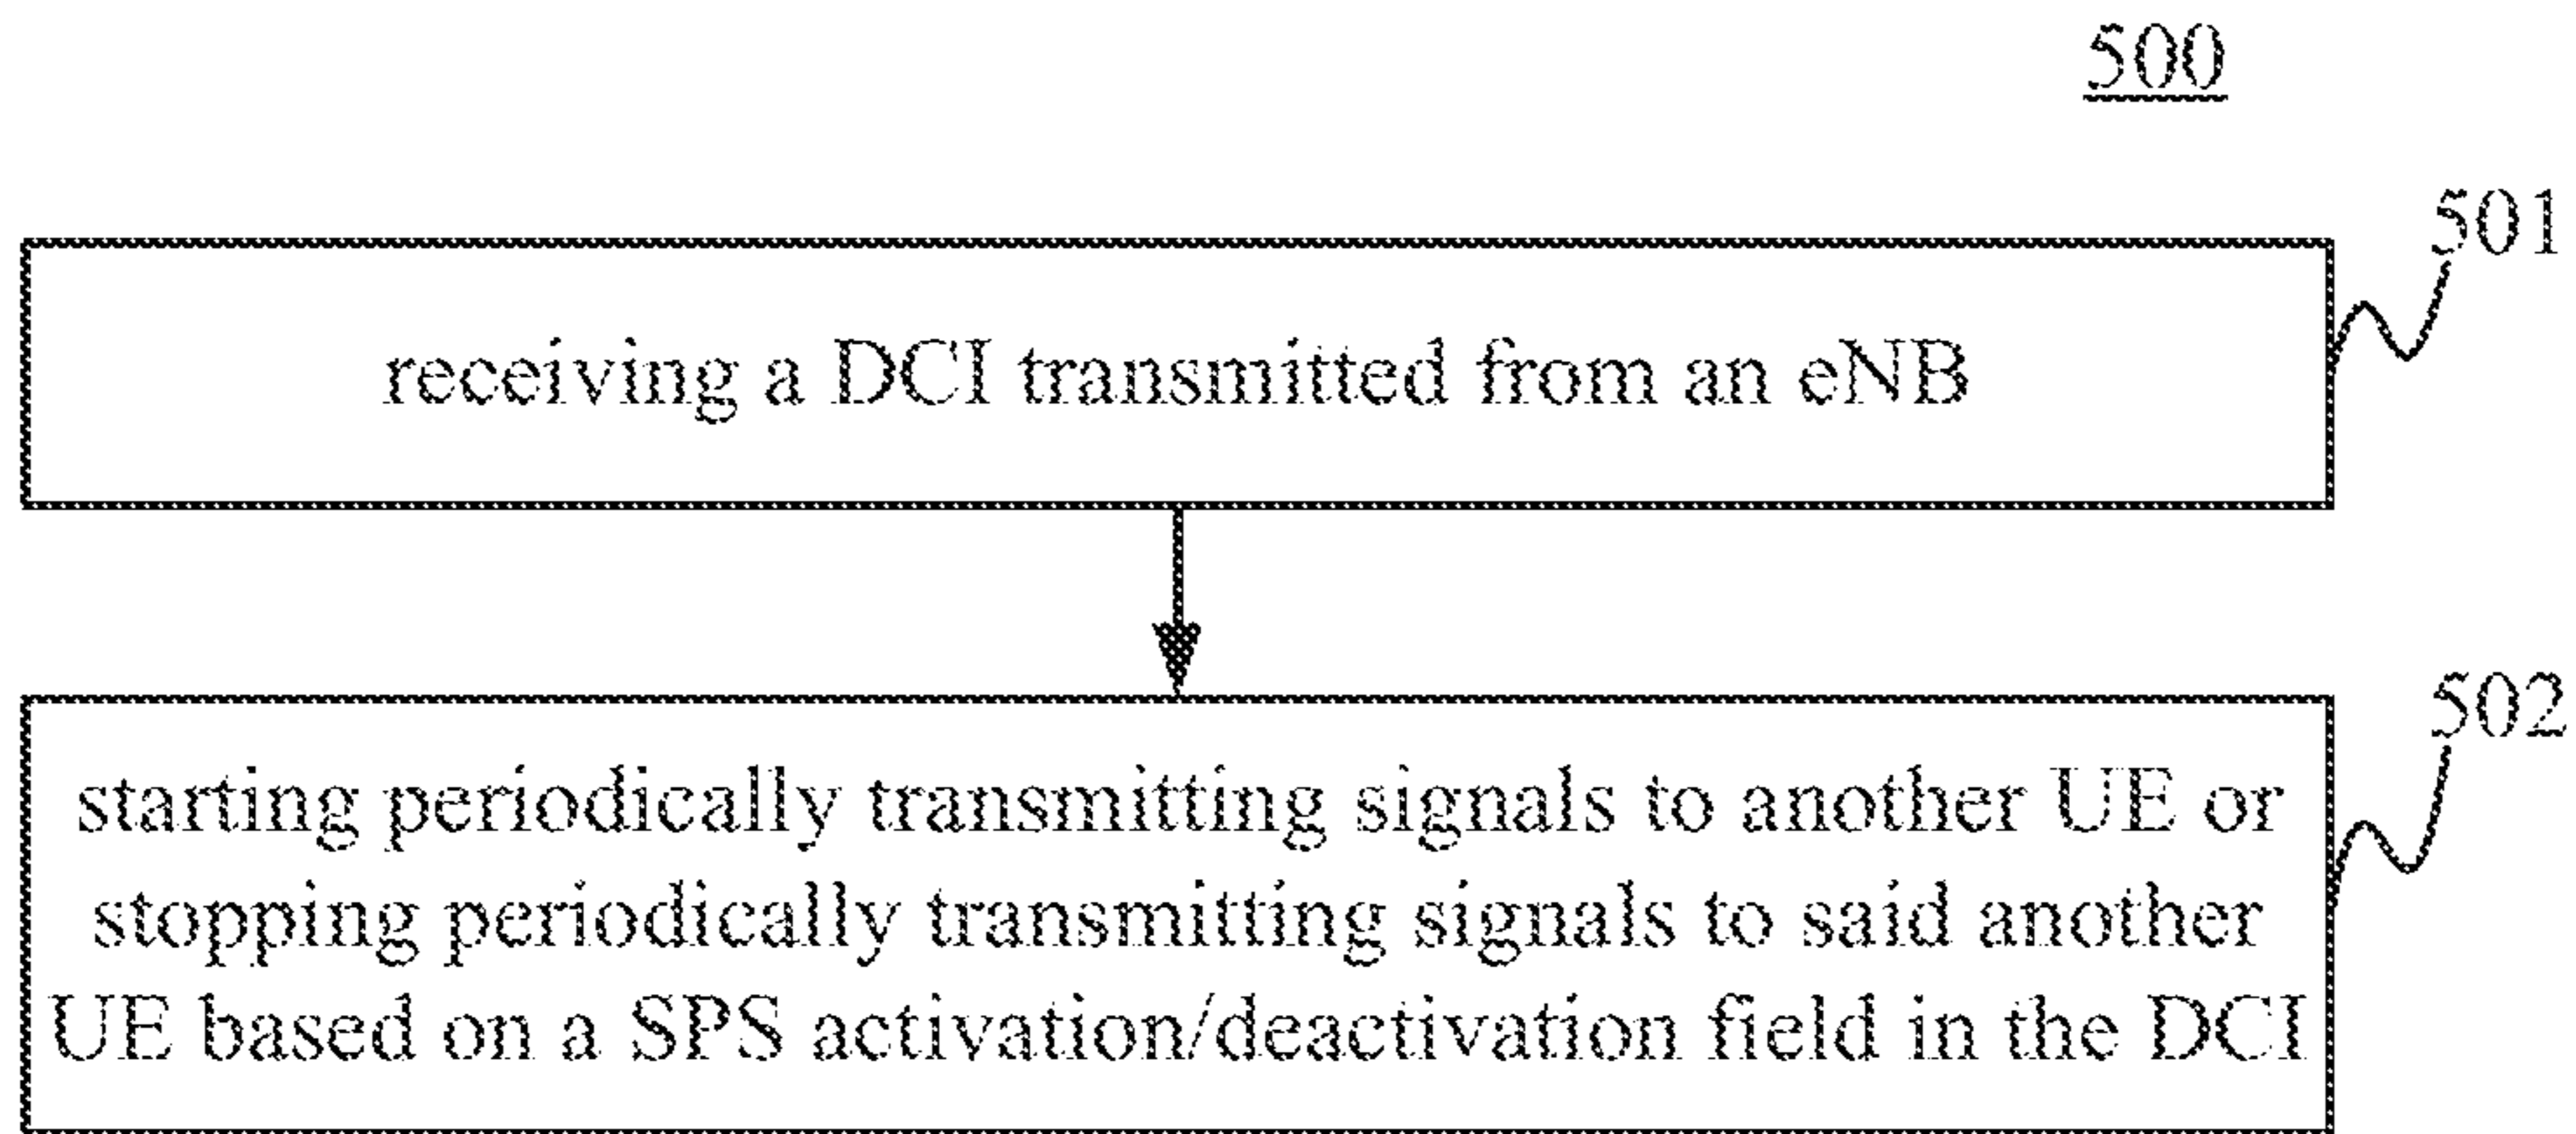 500
501
receiving a DCI transmitted from an eNB
502
starting periodically transmitting signals to another UE or
stopping periodically transmitting signals to said another
UE based on a SPS activation/deactivation field in the DCI